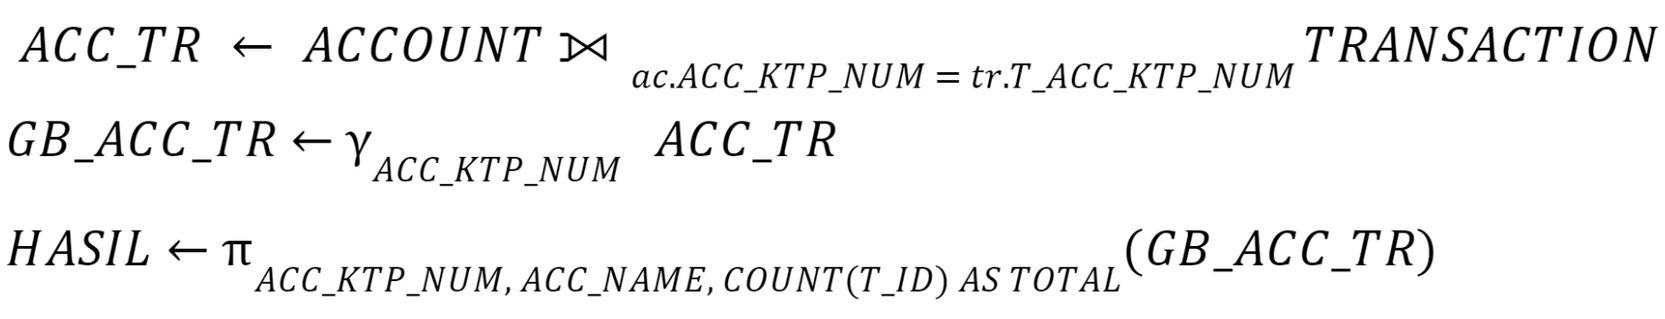 ACC_TR ← ACCOUNT ⟕ ac.ACC_KTP_NUM = tr.T_ACC_KTP_NUM TRANSACTION
GB_ACC_TR ← γ ACC_KTP_NUM ACC_TR
HASIL ← π ACC_KTP_NUM, ACC_NAME, COUNT(T_ID) AS TOTAL (GB_ACC_TR)